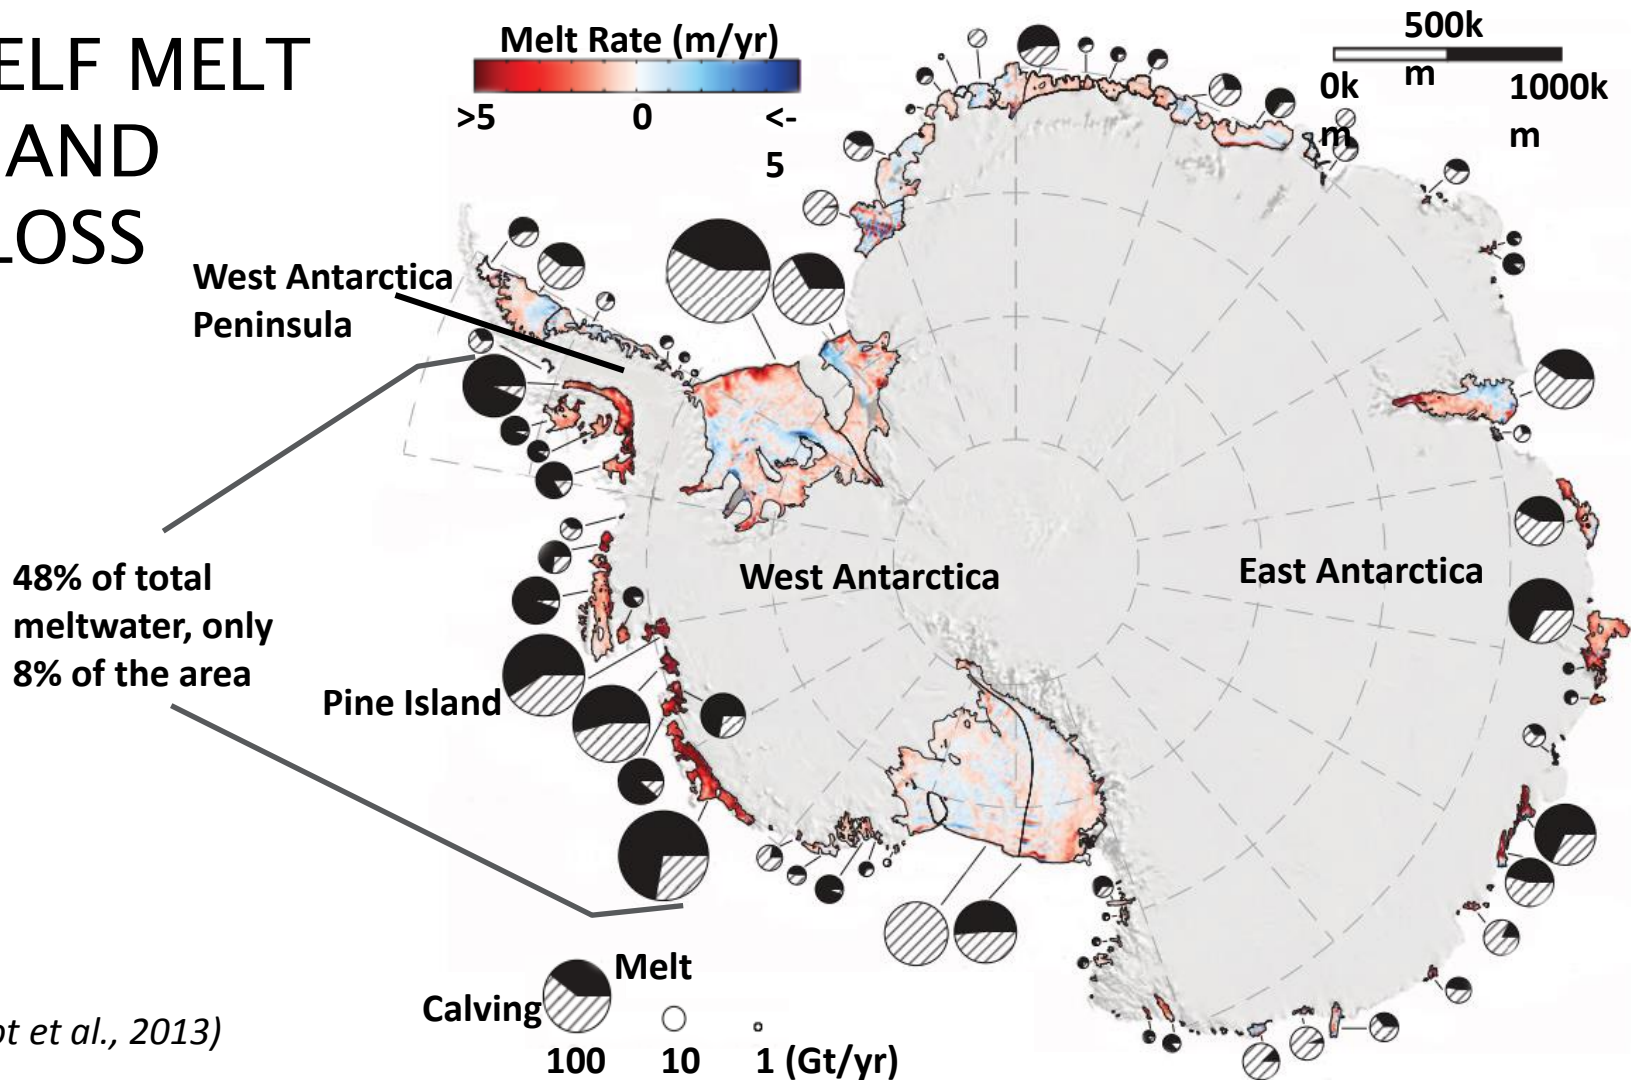 ELF MELT
AND
LOSS
Melt Rate (m/yr)
>5 0 <-
5
500k
m
0k
m
1000k
m
West Antarctica
Peninsula
48% of total
meltwater, only
8% of the area
West Antarctica
East Antarctica
Pine Island
Melt
Calving
100 10 1 (Gt/yr)
ot et al., 2013)